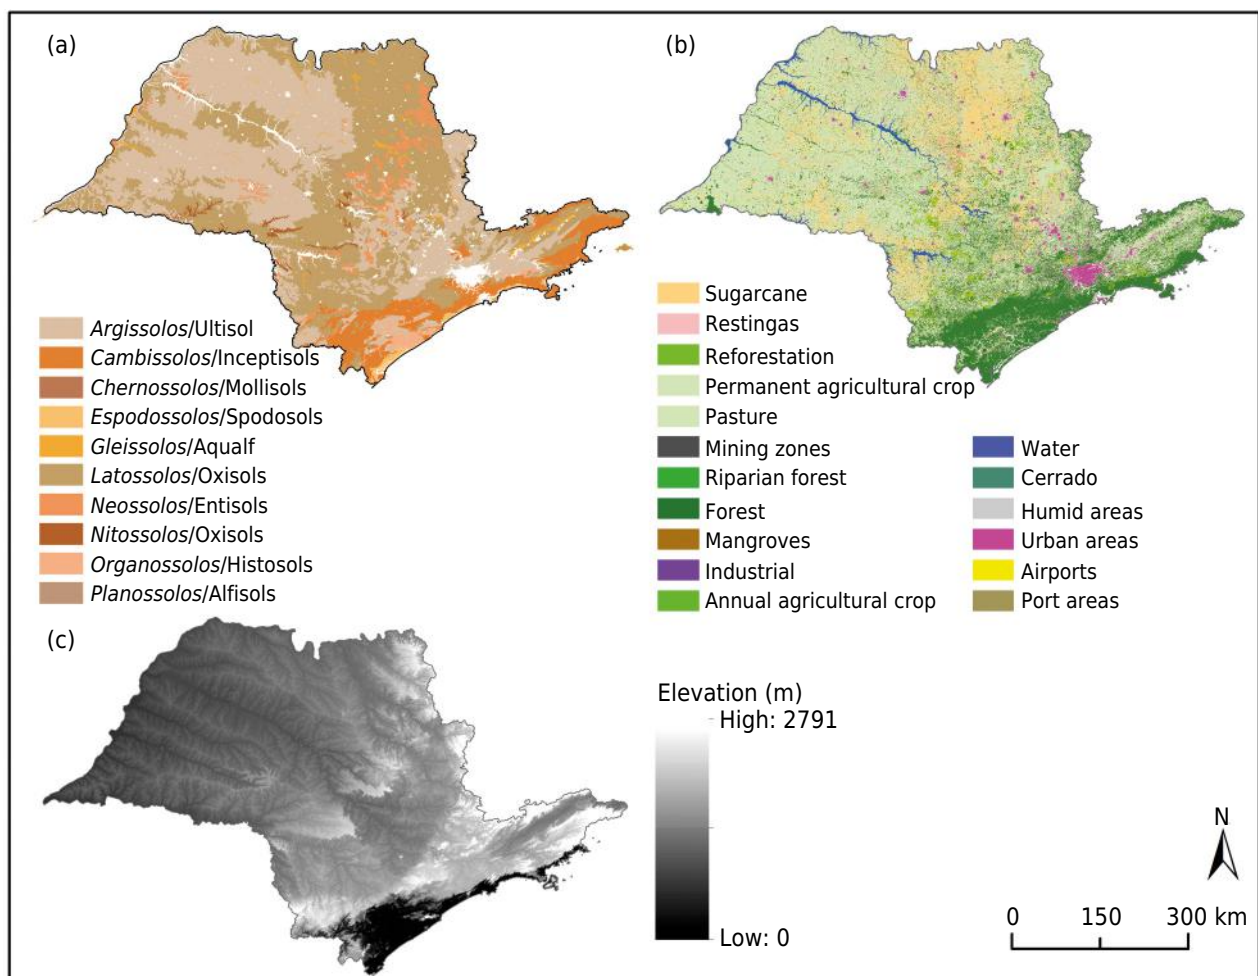 (a)
Argissolos/Ultisol
Cambissolos/Inceptisols
Chernossolos/Mollisols
Espodossolos/Spodosols
Gleissolos/Aqualf
Latossolos/Oxisols
Neossolos/Entisols
Nitossolos/Oxisols
Organossolos/Histosols
Planossolos/Alfisols
(b)
Sugarcane
Restingas
Reforestation
Permanent agricultural crop
Pasture
Mining zones
Riparian forest
Forest
Mangroves
Industrial
Annual agricultural crop
Water
Cerrado
Humid areas
Urban areas
Airports
Port areas
(c)
Elevation (m)
High: 2791
Low: 0
N
0 150 300 km